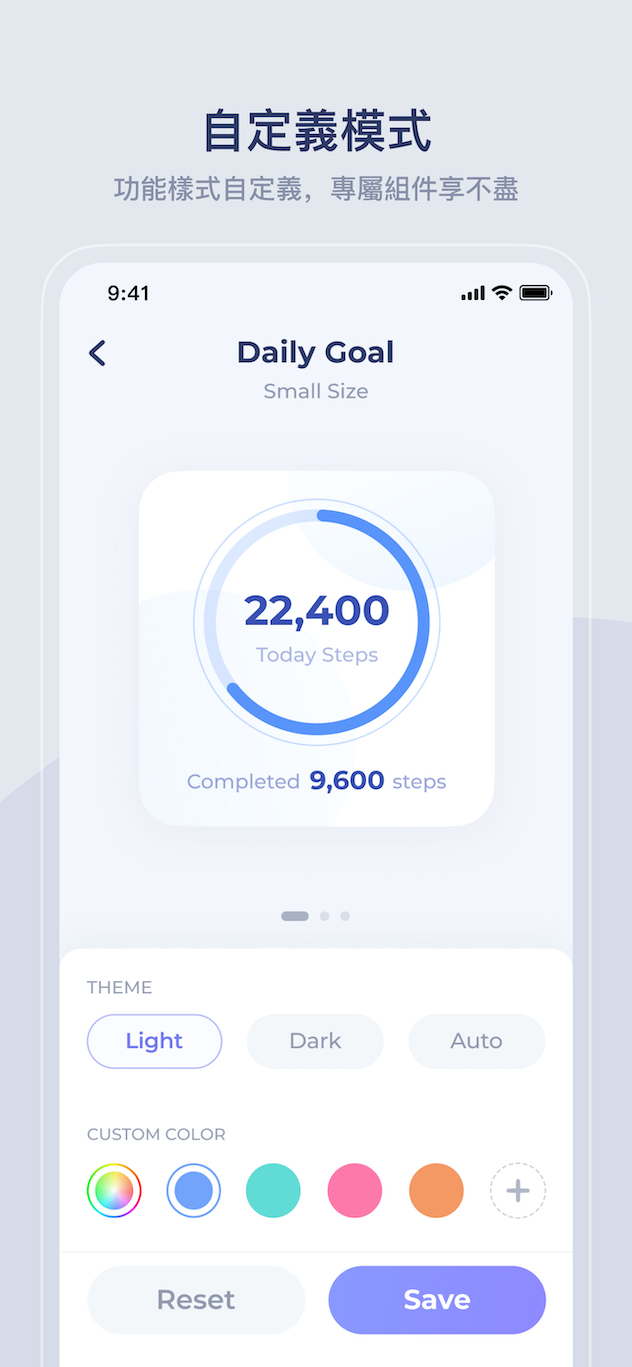 自定義模式
功能樣式自定義，專屬組件享不盡
9:41
Daily Goal
Small Size
22,400
Today Steps
Completed 9,600 steps
THEME
Light Dark Auto
CUSTOM COLOR
Reset Save